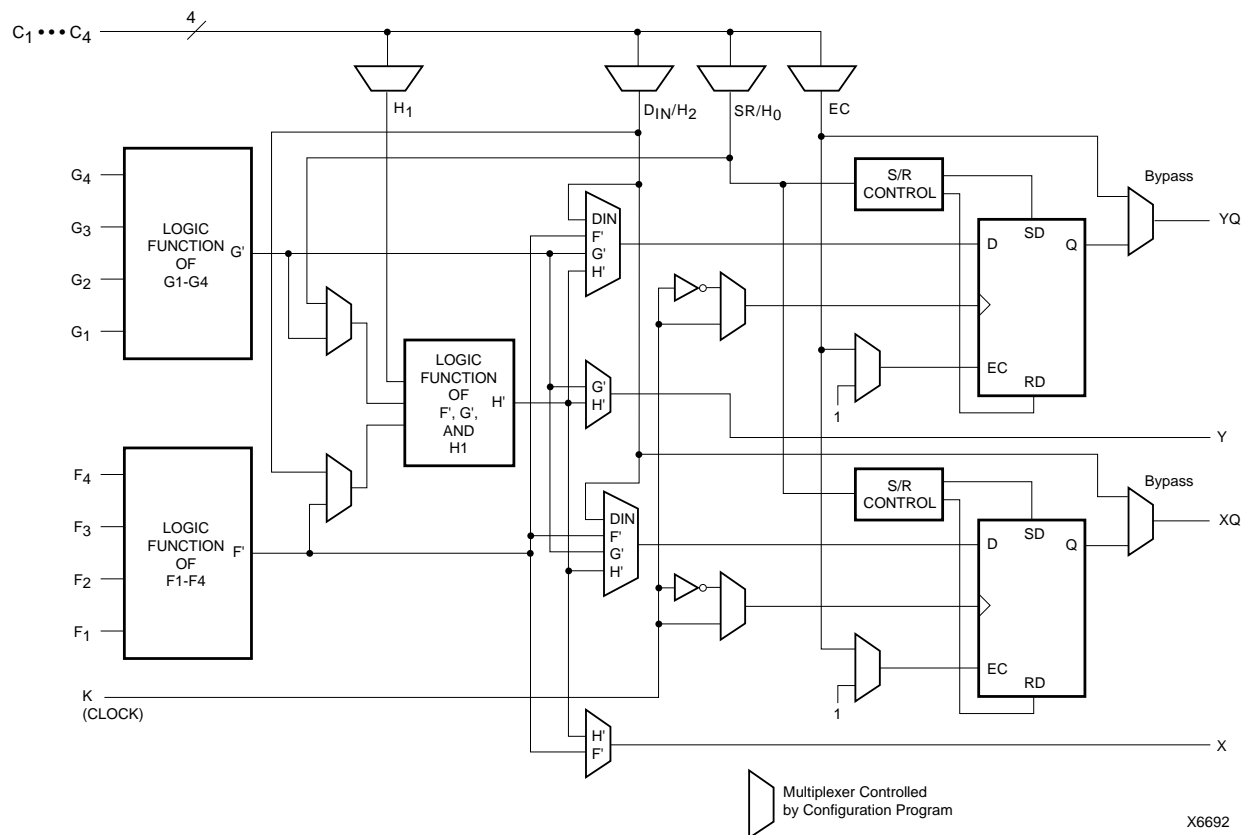 C1 ••• C4
4
H1
DIN/H2
SR/H0
EC
G4
G3
G2
G1
LOGIC
FUNCTION
OF
G1-G4
G'
DIN
F'
G'
H'
S/R
CONTROL
D
SD
Q
EC
RD
1
Bypass
YQ
LOGIC
FUNCTION
OF
F', G',
AND
H1
H'
G'
H'
Y
F4
F3
F2
F1
LOGIC
FUNCTION
OF
F1-F4
F'
DIN
F'
G'
H'
S/R
CONTROL
D
SD
Q
EC
RD
1
Bypass
XQ
K
(CLOCK)
H'
F'
X
Multiplexer Controlled
by Configuration Program
X6692